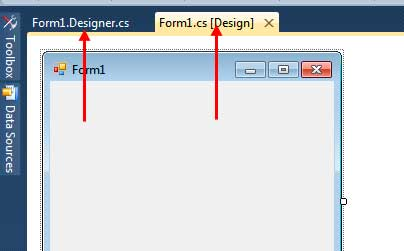 Form1.Designer.cs
Form1.cs [Design]
Toolbox
Data Sources
Form1